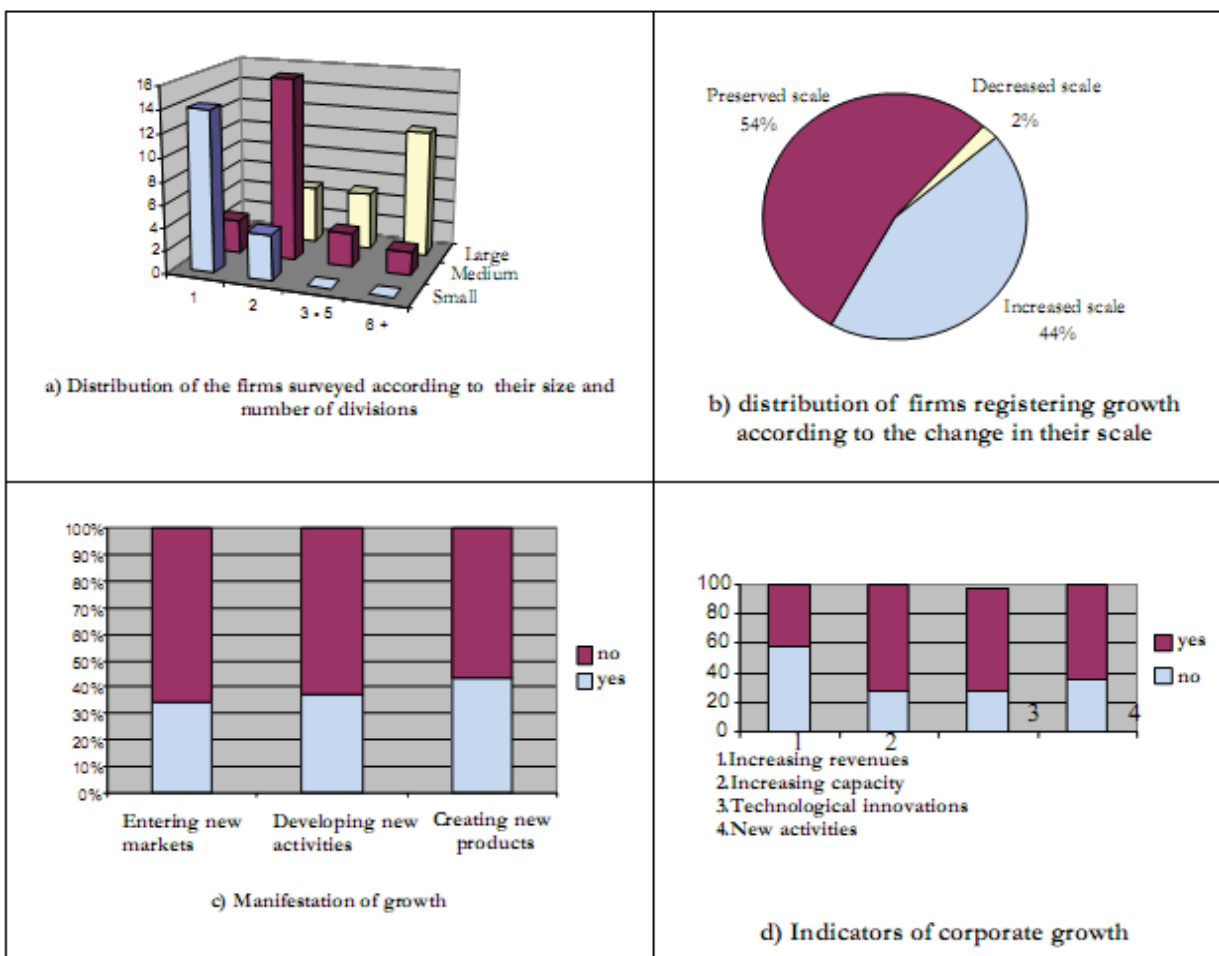 16
14
12
10
8
6
4
2
0
1
2
3 - 5
6 +
Large
Medium
Small
a) Distribution of the firms surveyed according to their size and
number of divisions
Preserved scale
54%
Decreased scale
2%
Increased scale
44%
b) distribution of firms registering growth
according to the change in their scale
100%
90%
80%
70%
60%
50%
40%
30%
20%
10%
0%
no
yes
Entering new
markets
Developing new
activities
Creating new
products
c) Manifestation of growth
100
80
60
40
20
0
1
2
3
4
yes
no
1.Increasing revenues
2.Increasing capacity
3.Technological innovations
4.New activities
d) Indicators of corporate growth